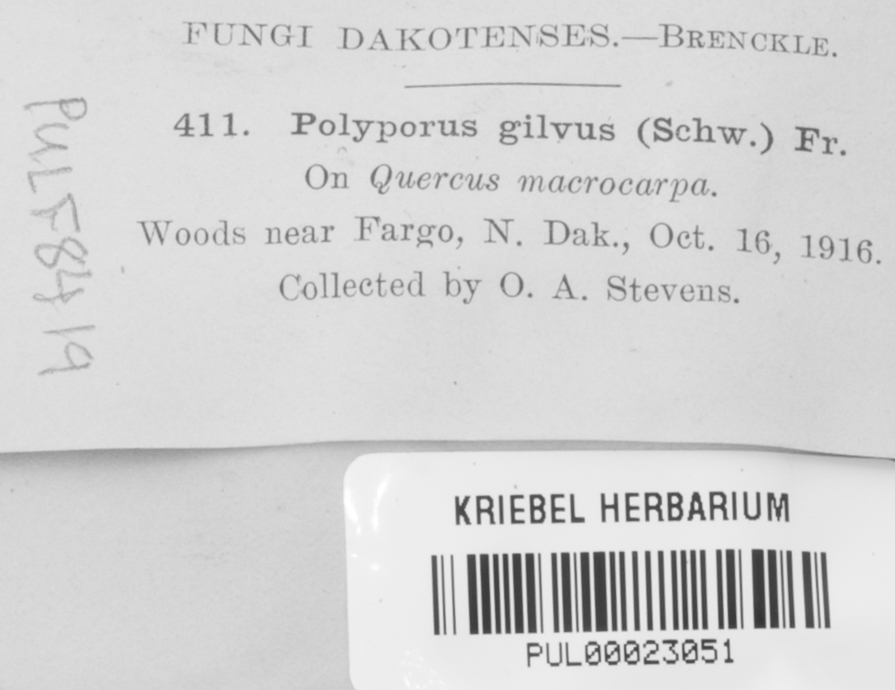 FUNGI DAKOTENSES.—BRENCKLE.
411. Polyporus gilvus (Schw.) Fr.
On Quercus macrocarpa.
Woods near Fargo, N. Dak., Oct. 16, 1916.
Collected by O. A. Stevens.
PUL F8419
KRIEBEL HERBARIUM
PUL00023051